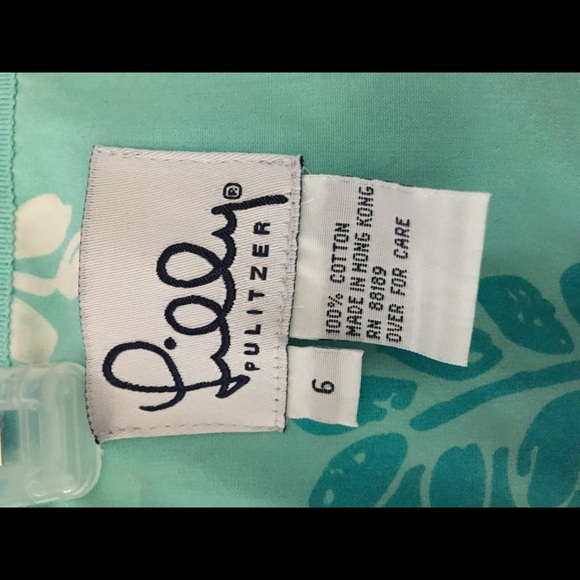 Lilly®
PULITZER
6
100% COTTON
MADE IN HONG KONG
RN 88189
OVER FOR CARE